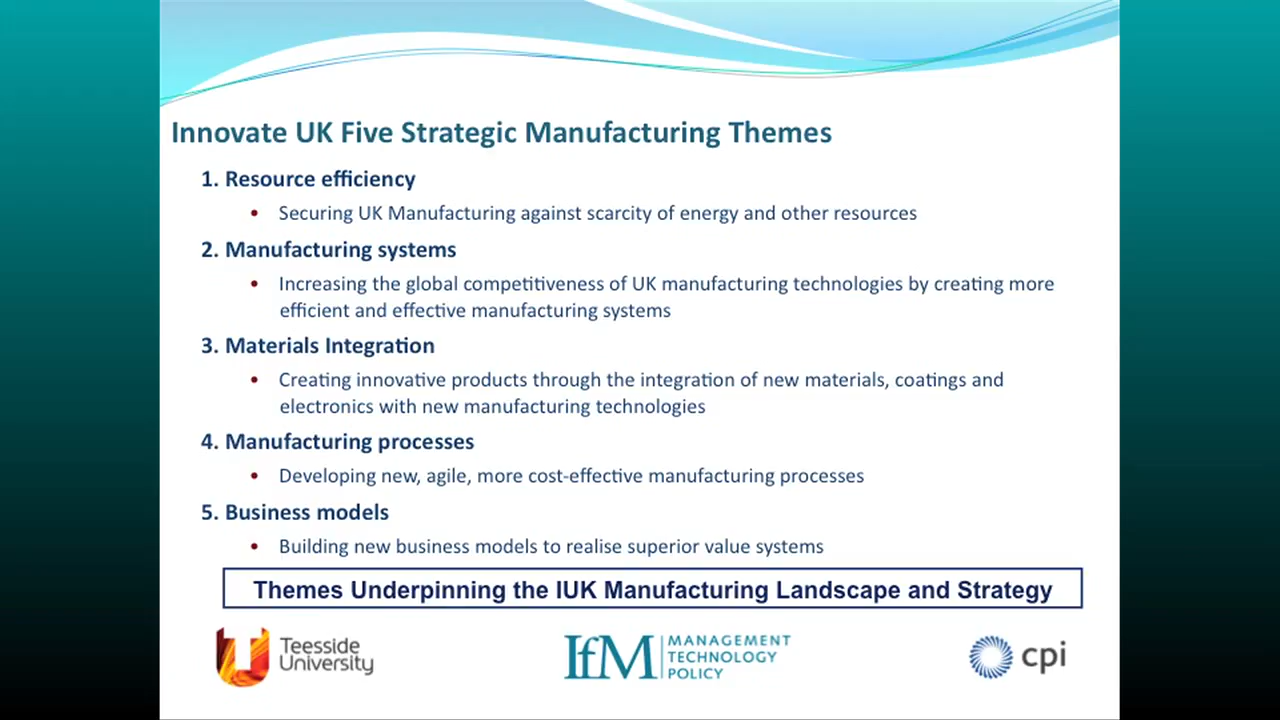 Innovate UK Five Strategic Manufacturing Themes
1. Resource efficiency
• Securing UK Manufacturing against scarcity of energy and other resources
2. Manufacturing systems
• Increasing the global competitiveness of UK manufacturing technologies by creating more
efficient and effective manufacturing systems
3. Materials Integration
• Creating innovative products through the integration of new materials, coatings and
electronics with new manufacturing technologies
4. Manufacturing processes
• Developing new, agile, more cost-effective manufacturing processes
5. Business models
• Building new business models to realise superior value systems
Themes Underpinning the IUK Manufacturing Landscape and Strategy
Teesside
University
IfM
MANAGEMENT
TECHNOLOGY
POLICY
cpi